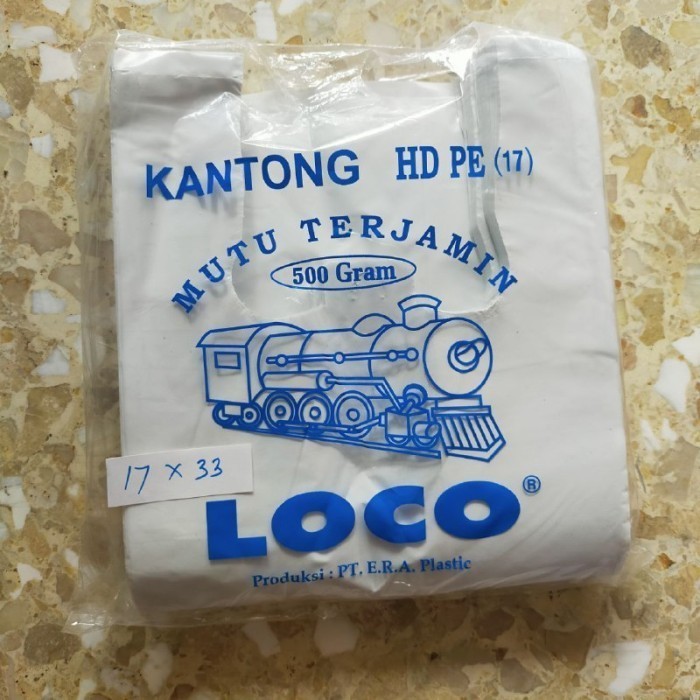 KANTONG HD PE (17)
MUTU TERJAMIN
500 Gram
17 x 33
LOCO ®
Produksi : PT. E.R.A. Plastic